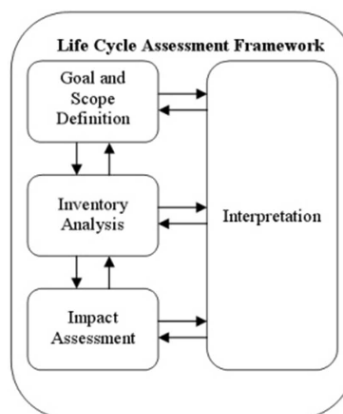 Life Cycle Assessment Framework
Goal and
Scope
Definition
Inventory
Analysis
Interpretation
Impact
Assessment